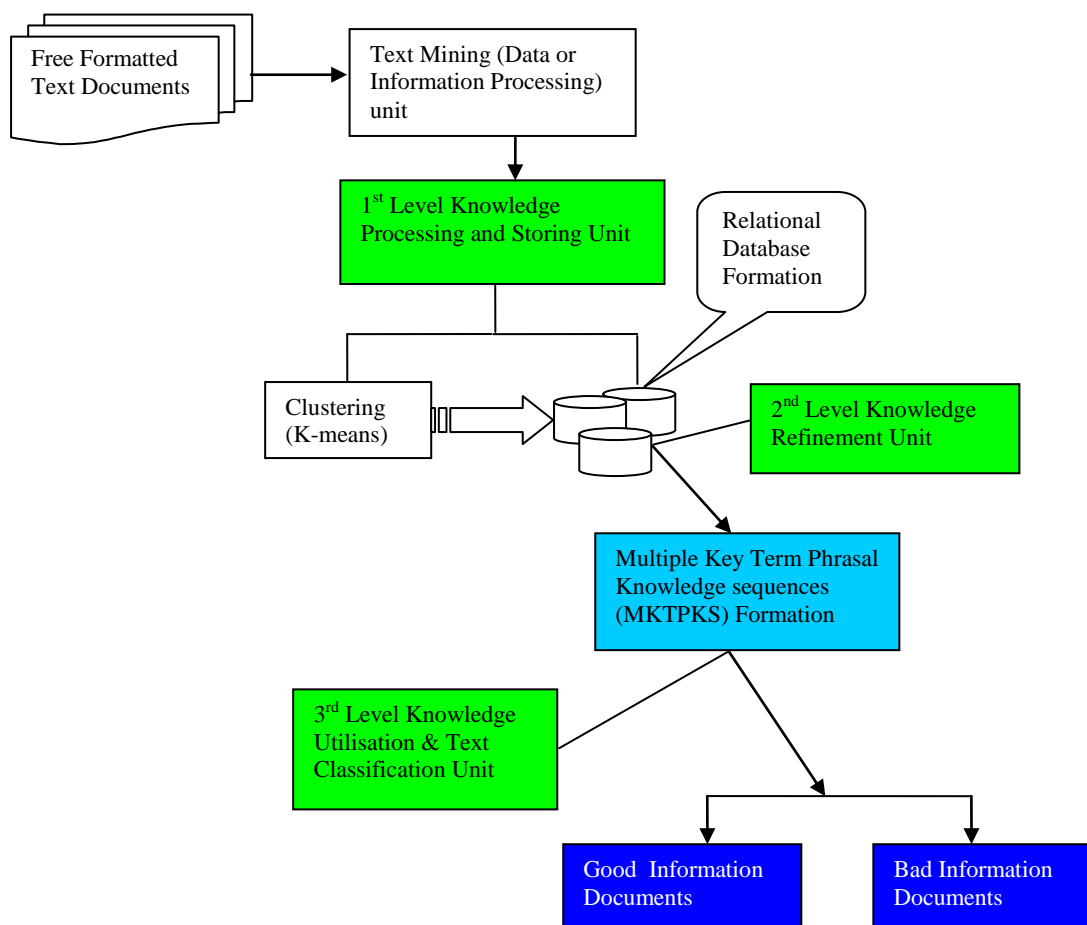 Free Formatted
Text Documents
Text Mining (Data or
Information Processing)
unit
1st Level Knowledge
Processing and Storing Unit
Relational
Database
Formation
Clustering
(K-means)
2nd Level Knowledge
Refinement Unit
Multiple Key Term Phrasal
Knowledge sequences
(MKTPKS) Formation
3rd Level Knowledge
Utilisation & Text
Classification Unit
Good Information
Documents
Bad Information
Documents